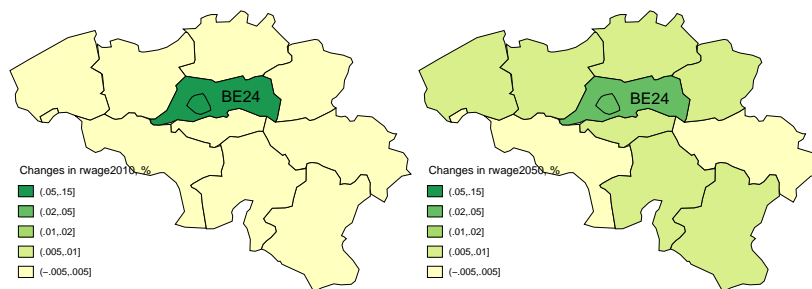 BE24
Changes in rwage2010, %
(.05,.15]
(.02,.05]
(.01,.02]
(.005,.01]
(−.005,.005]
BE24
Changes in rwage2050, %
(.05,.15]
(.02,.05]
(.01,.02]
(.005,.01]
(−.005,.005]